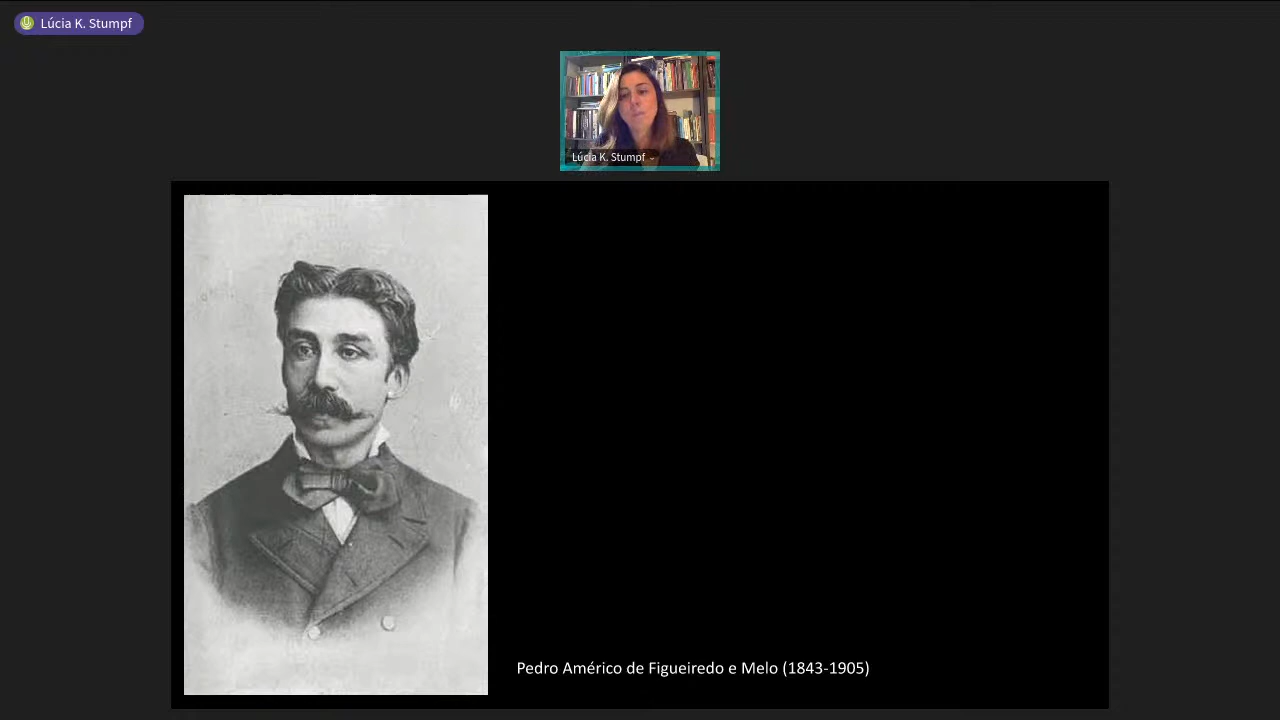 Lúcia K. Stumpf
Lúcia K. Stumpf
Pedro Américo de Figueiredo e Melo (1843-1905)